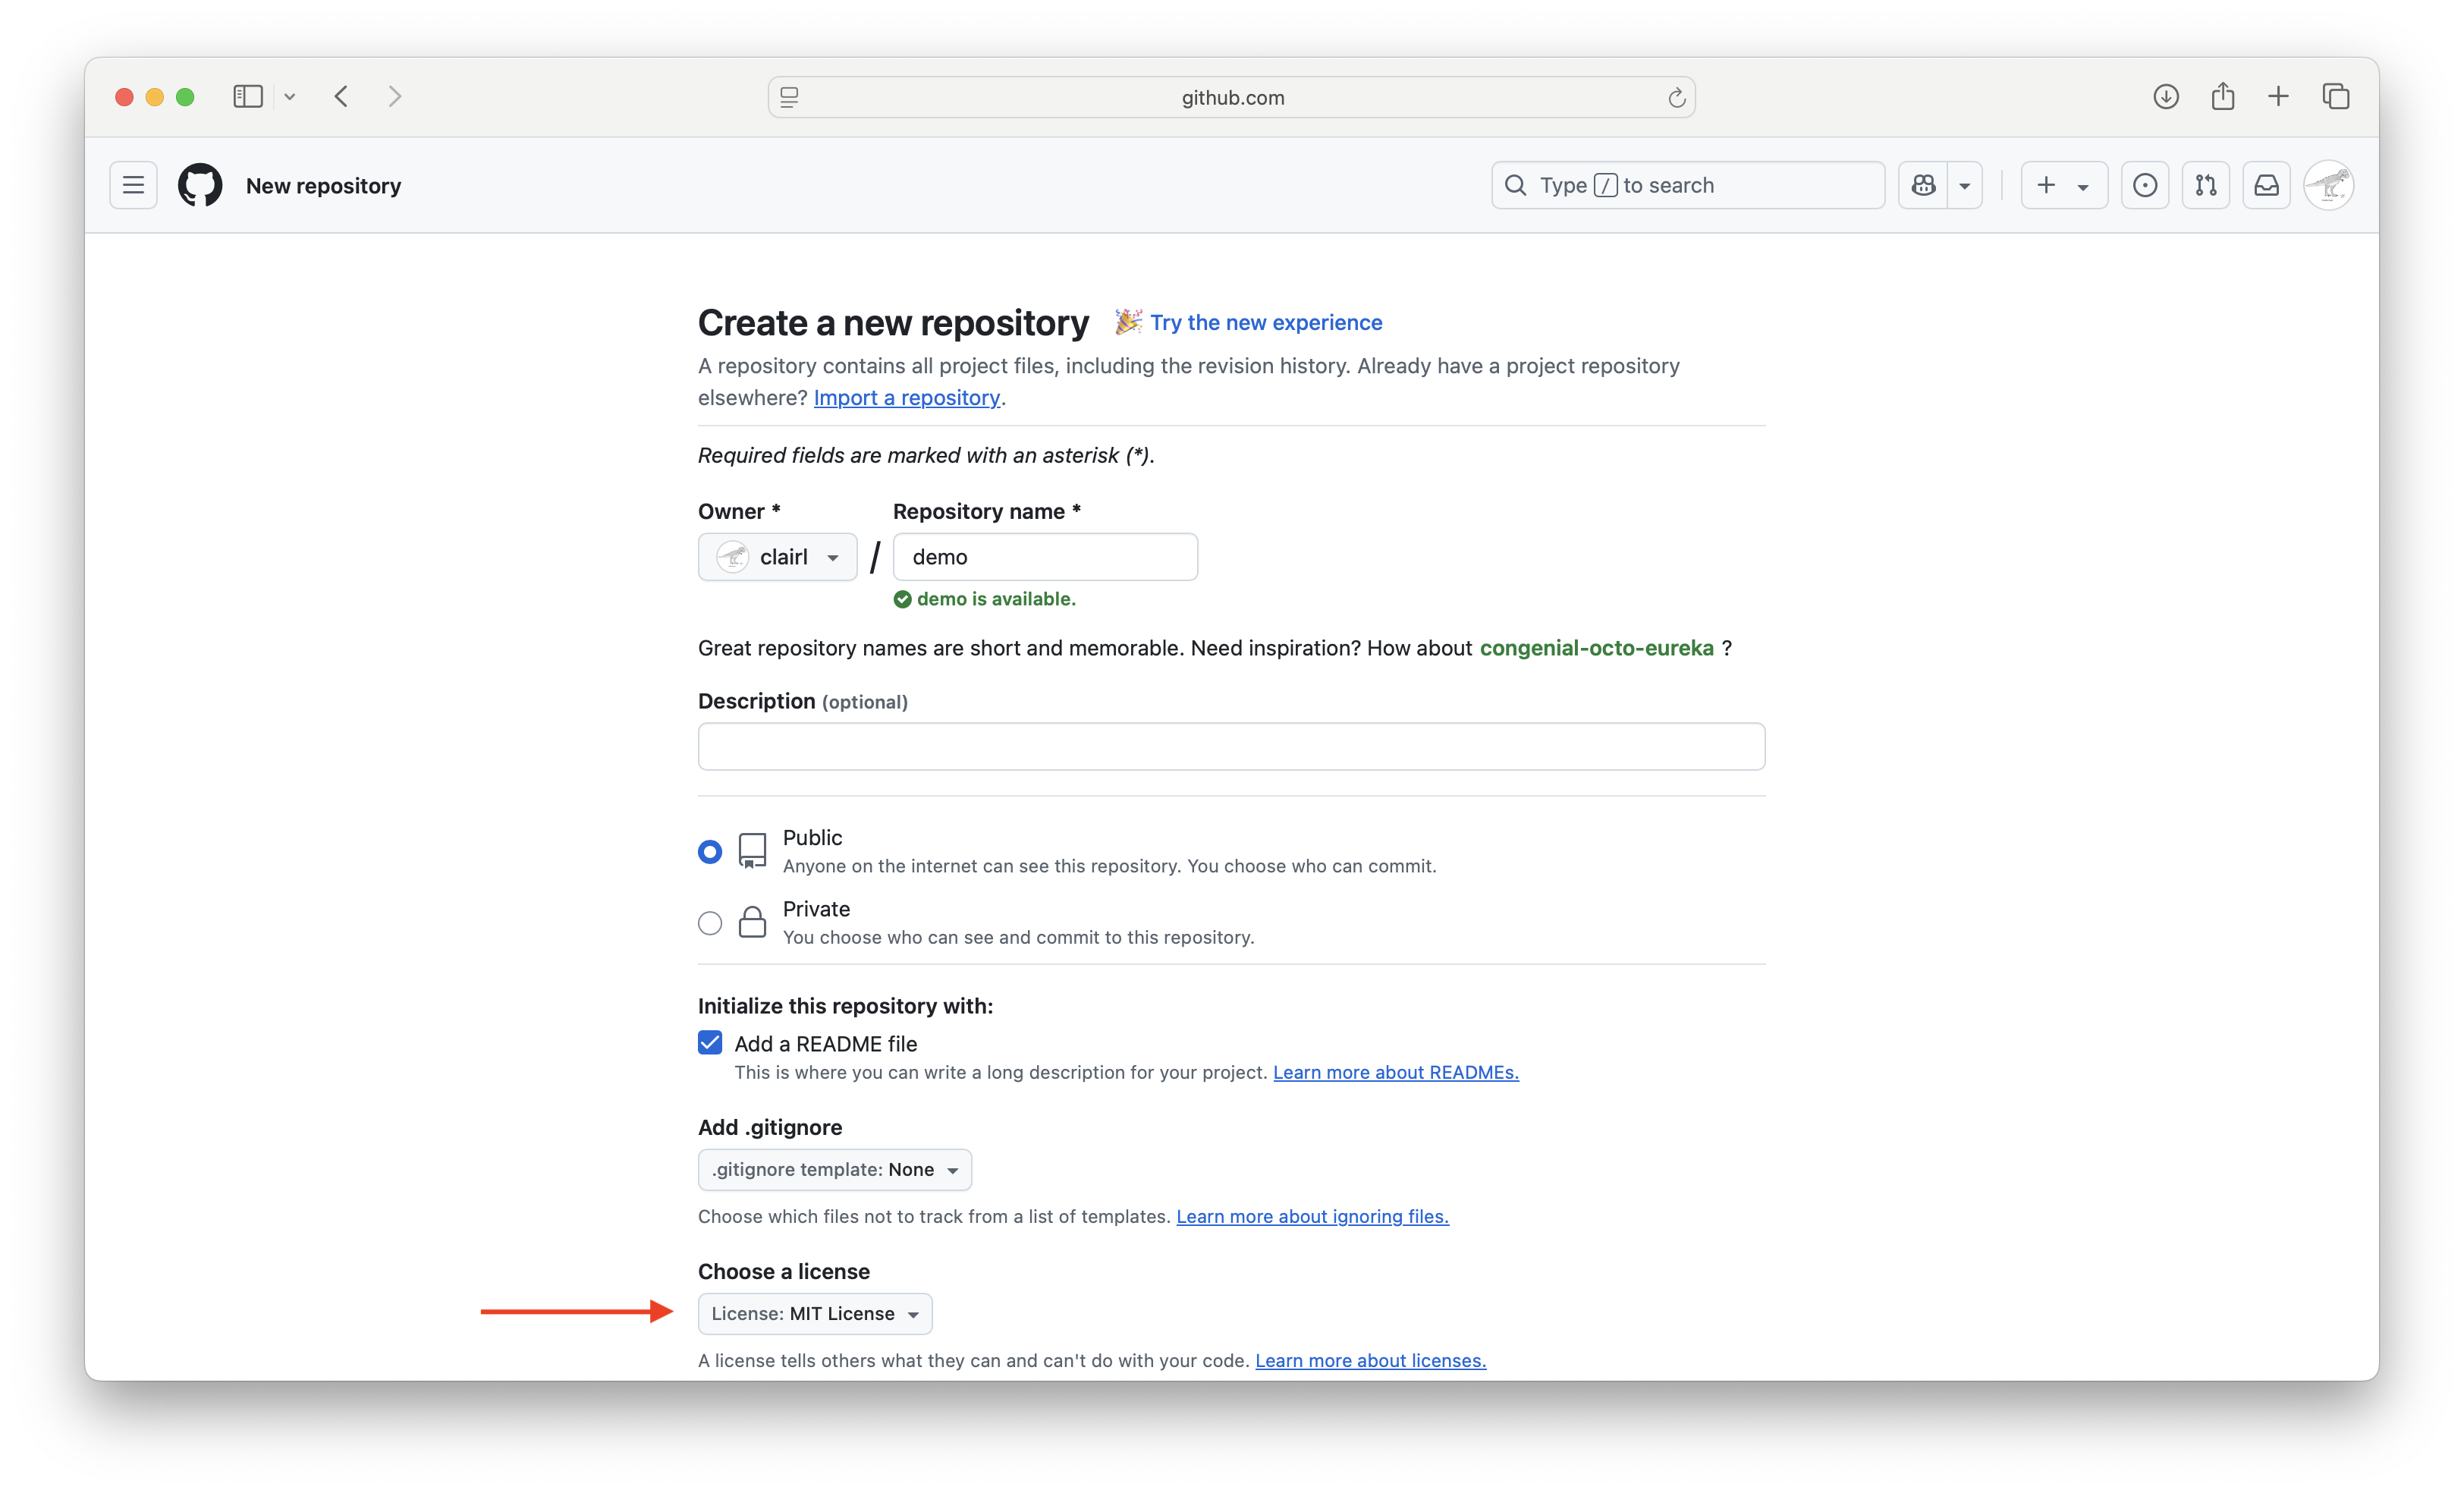 github.com
New repository
Type / to search
Create a new repository 🎉 Try the new experience
A repository contains all project files, including the revision history. Already have a project repository
elsewhere? Import a repository.
Required fields are marked with an asterisk (*).
Owner * Repository name *
clairl / demo
demo is available.
Great repository names are short and memorable. Need inspiration? How about congenial-octo-eureka ?
Description (optional)
Public
Anyone on the internet can see this repository. You choose who can commit.
Private
You choose who can see and commit to this repository.
Initialize this repository with:
Add a README file
This is where you can write a long description for your project. Learn more about READMEs.
Add .gitignore
.gitignore template: None
Choose which files not to track from a list of templates. Learn more about ignoring files.
Choose a license
License: MIT License
A license tells others what they can and can't do with your code. Learn more about licenses.